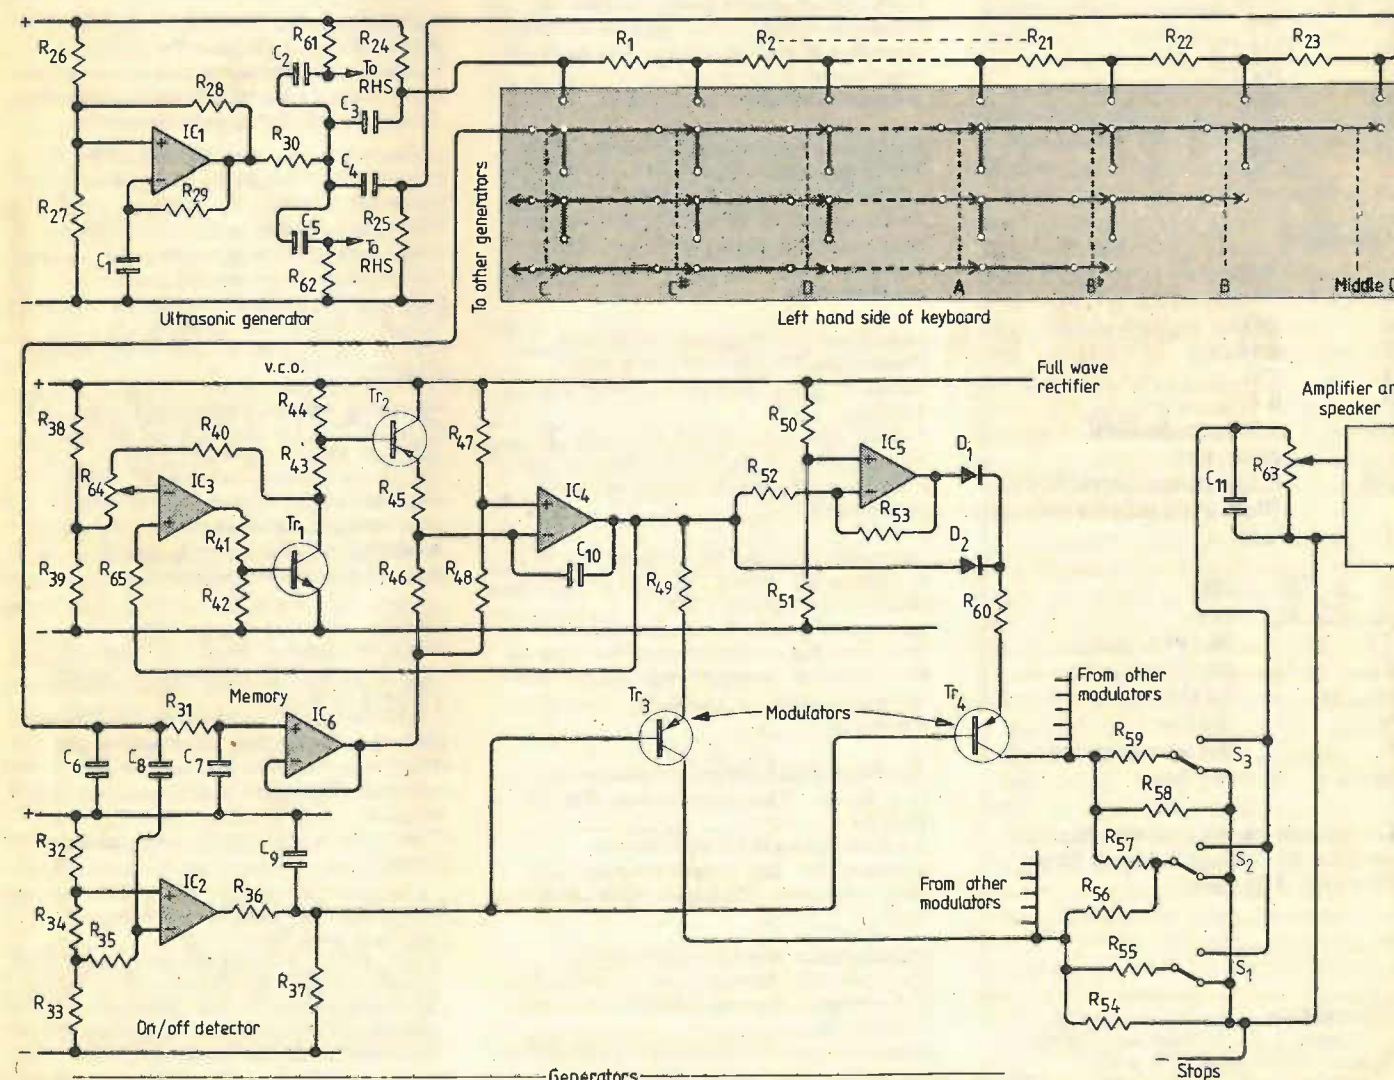 +
R26
R61
R24
C2
To RHS
R28
IC1
+
−
R30
C3
C4
R29
R27
C5
R25
To RHS
C1
R62
−
Ultrasonic generator
R1
R2
R21
R22
R23
To other generators
C
C#
D
A
B♭
B
Middle
Left hand side of keyboard
+
v.c.o.
Full wave rectifier
R38
R44
Tr2
R47
R50
R40
R43
R64
IC3
−
+
R45
IC4
+
−
R52
IC5
+
−
D1
R53
Tr1
R41
C10
D2
R39
R65
R42
R46
R48
R49
R51
R60
−
Amplifier
speaker
C11
R63
Memory
R31
IC6
+
−
C6
C8
C7
Tr3
Modulators
Tr4
From other modulators
R59
S3
R58
R57
S2
R56
From other modulators
R55
S1
R54
+
R32
C9
IC2
+
−
R36
R34
R35
R37
R33
On/off detector
−
−
Stops
Generators